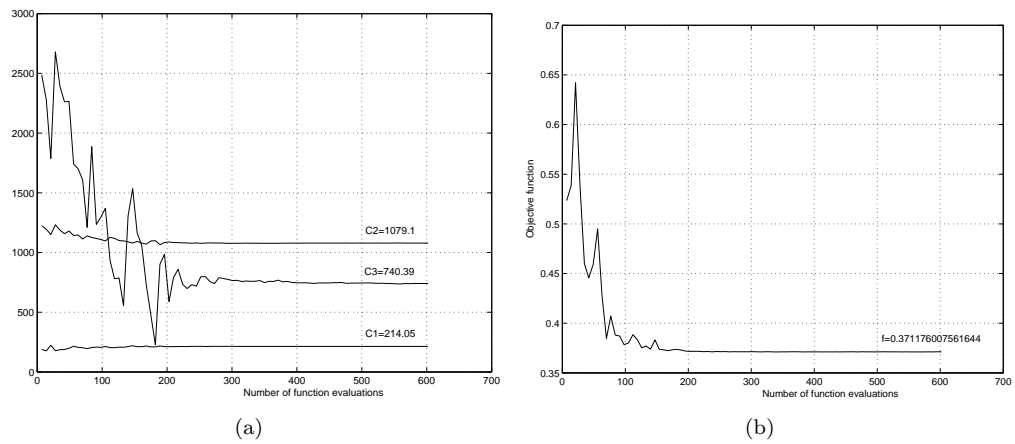 3000
2500
2000
1500
1000
500
0
C2=1079.1
C3=740.39
C1=214.05
0 100 200 300 400 500 600 700
Number of function evaluations
(a)
0.7
0.65
0.6
0.55
0.5
0.45
0.4
0.35
Objective function
f=0.371176007561644
0 100 200 300 400 500 600 700
Number of function evaluations
(b)